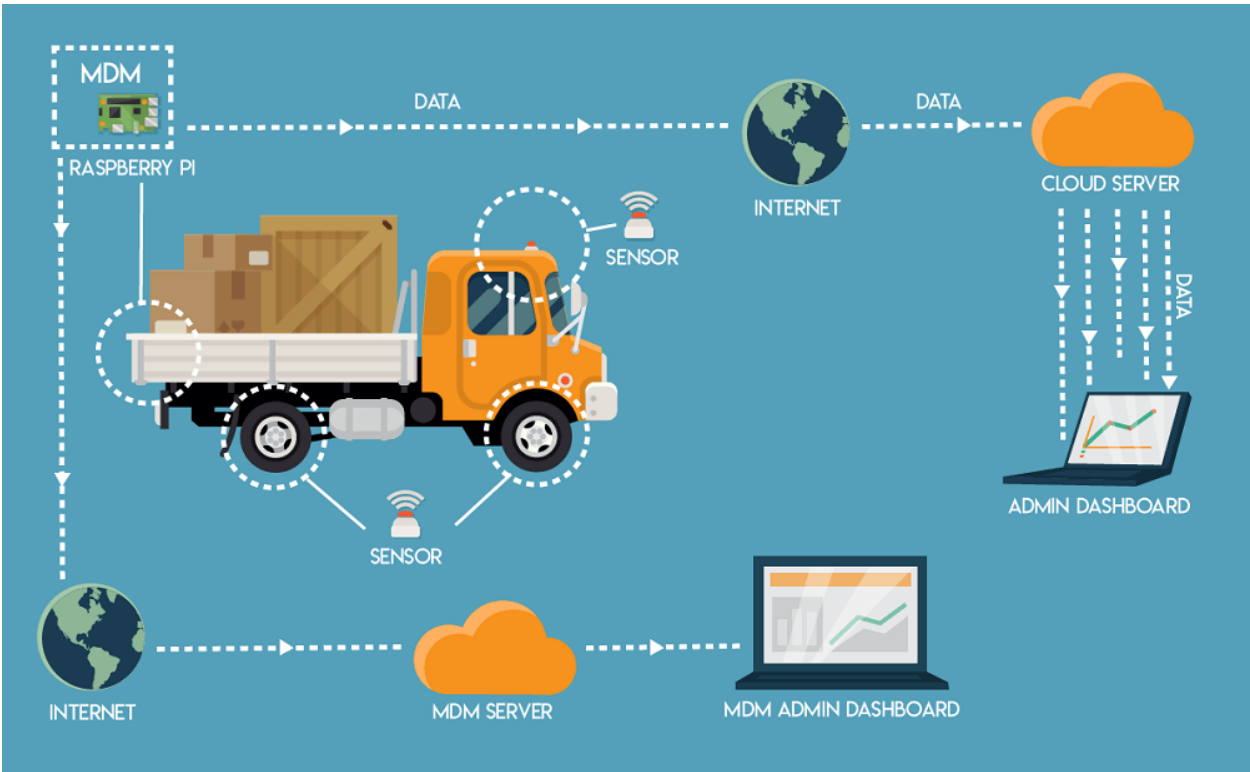 MDM
RASPBERRY PI
DATA
INTERNET
DATA
CLOUD SERVER
SENSOR
DATA
ADMIN DASHBOARD
SENSOR
INTERNET
MDM SERVER
MDM ADMIN DASHBOARD